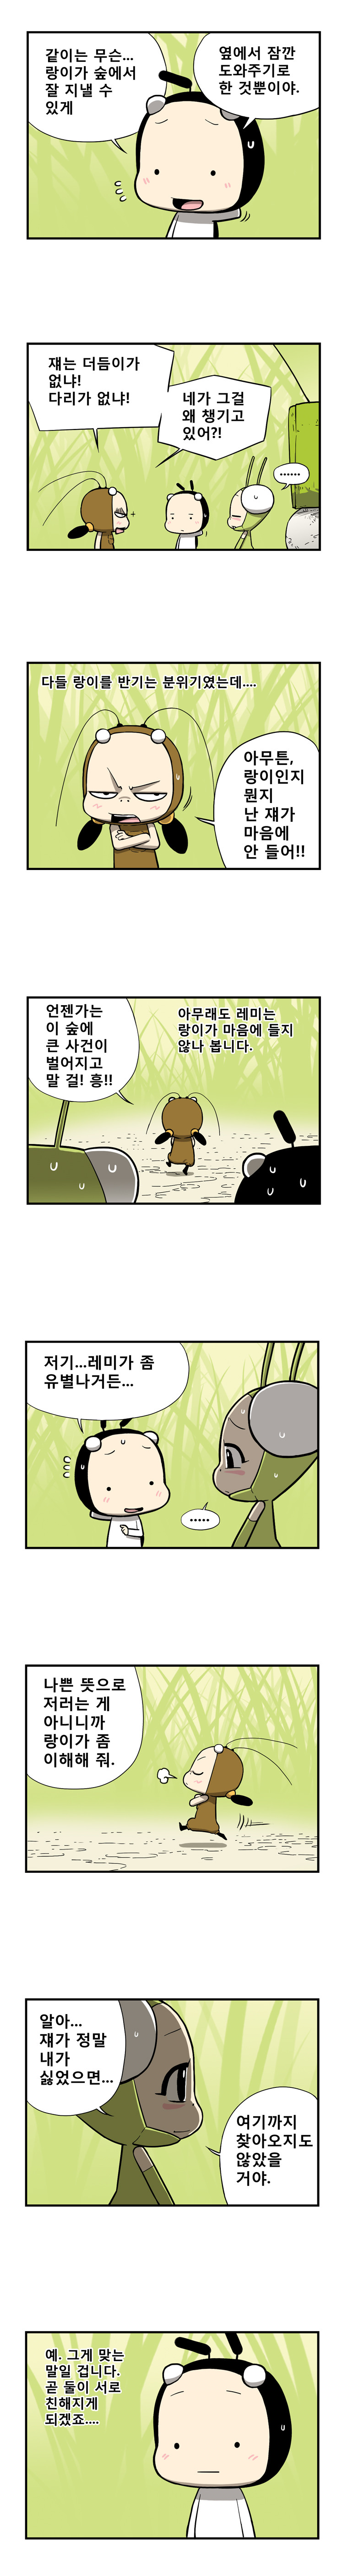 같이는 무슨...
랑이가 숲에서
잘 지낼 수
있게
옆에서 잠깐
도와주기로
한 것뿐이야.
쟤는 더듬이가
없냐!
다리가 없냐!
네가 그걸
왜 챙기고
있어?!
......
다들 랑이를 반기는 분위기였는데....
아무튼,
랑이인지
뭔지
난 쟤가
마음에
안 들어!!
언젠가는
이 숲에
큰 사건이
벌어지고
말 걸! 흥!!
아무래도 레미는
랑이가 마음에 들지
않나 봅니다.
저기...레미가 좀
유별나거든...
.....
나쁜 뜻으로
저러는 게
아니니까
랑이가 좀
이해해 줘.
알아...
쟤가 정말
내가
싫었으면...
여기까지
찾아오지도
않았을
거야.
예. 그게 맞는
말일 겁니다.
곧 둘이 서로
친해지게
되겠죠....